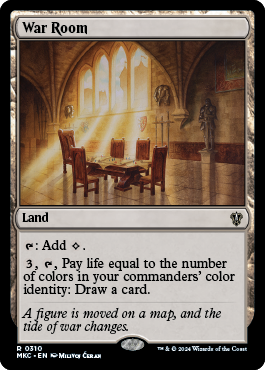 War Room
Land
: Add .
3, , Pay life equal to the number
of colors in your commanders' color
identity: Draw a card.
A figure is moved on a map, and the
tide of war changes.
R 0310
MKC • EN Milivoj Ćeran
™ & © 2024 Wizards of the Coast